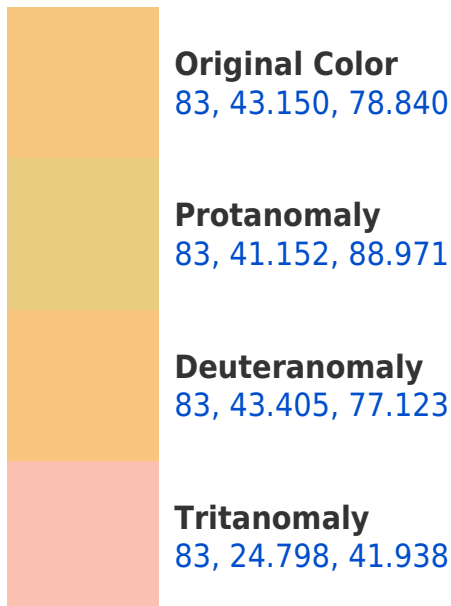 Original Color
83, 43.150, 78.840
Protanomaly
83, 41.152, 88.971
Deuteranomaly
83, 43.405, 77.123
Tritanomaly
83, 24.798, 41.938